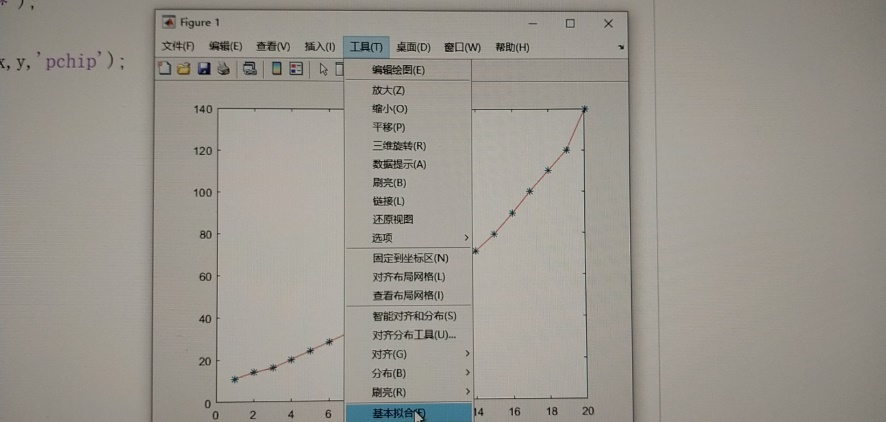 * ');
x,y,'pchip');
Figure 1
文件(F) 编辑(E) 查看(V) 插入(I) 工具(T) 桌面(D) 窗口(W) 帮助(H)
编辑绘图(E)
放大(Z)
缩小(O)
平移(P)
三维旋转(R)
数据提示(A)
刷亮(B)
链接(L)
还原视图
选项
固定到坐标区(N)
对齐布局网格(L)
查看布局网格(I)
智能对齐和分布(S)
对齐分布工具(U)...
对齐(G)
分布(B)
刷亮(R)
基本拟合(F)
140
120
100
80
60
40
20
0
0 2 4 6 14 16 18 20